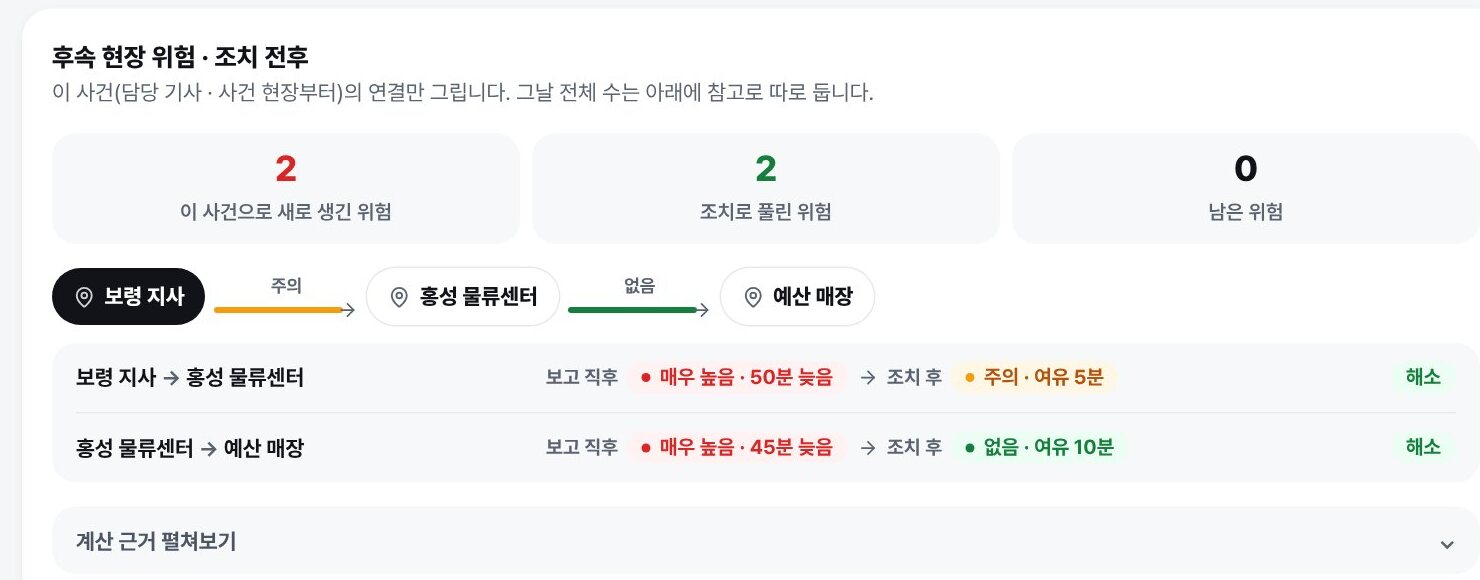 후속 현장 위험 · 조치 전후
이 사건(담당 기사 · 사건 현장부터)의 연결만 그립니다. 그날 전체 수는 아래에 참고로 따로 둡니다.
2
이 사건으로 새로 생긴 위험
2
조치로 풀린 위험
0
남은 위험
보령 지사
주의
홍성 물류센터
없음
예산 매장
보령 지사 → 홍성 물류센터 보고 직후 • 매우 높음 · 50분 늦음 → 조치 후 • 주의 · 여유 5분 해소
홍성 물류센터 → 예산 매장 보고 직후 • 매우 높음 · 45분 늦음 → 조치 후 • 없음 · 여유 10분 해소
계산 근거 펼쳐보기